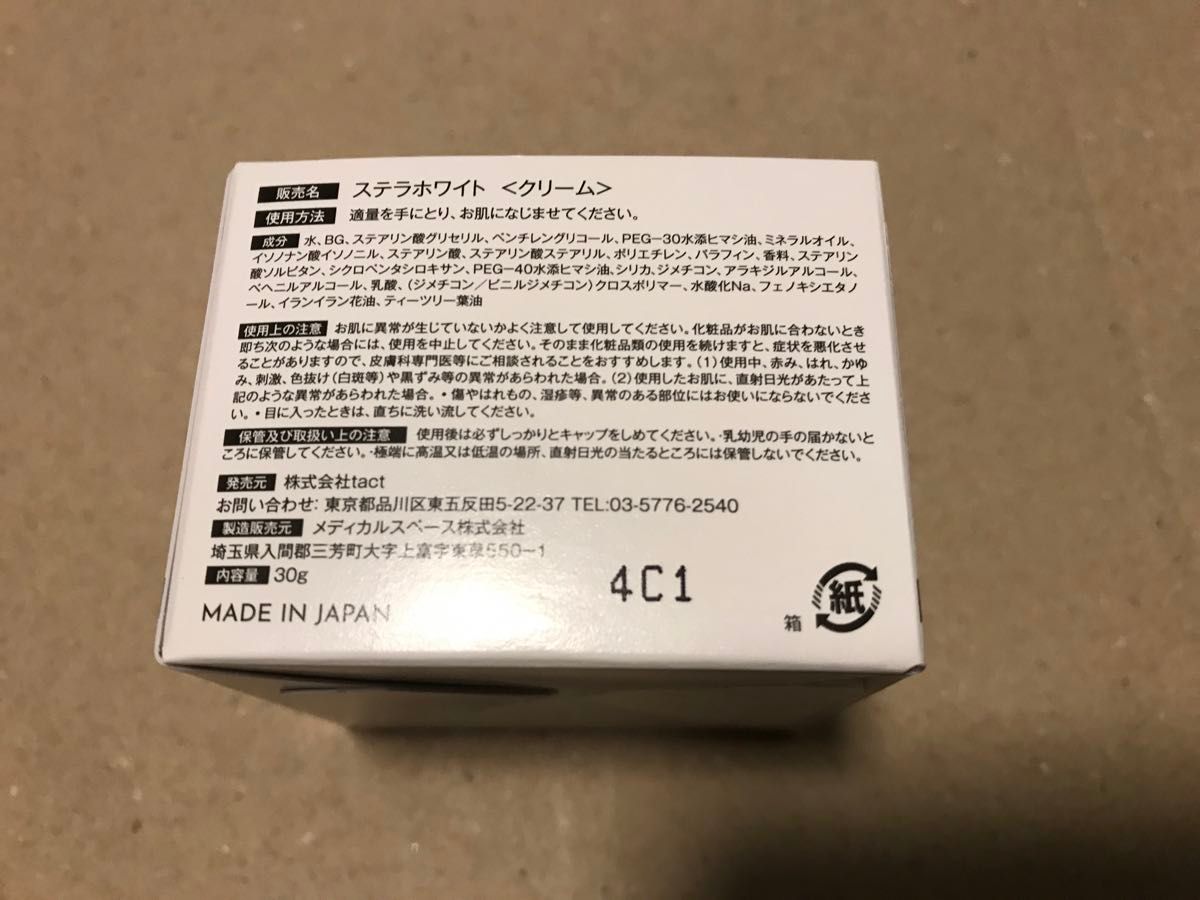 販売名 ステラホワイト <クリーム>
使用方法 適量を手にとり、お肌になじませてください。
成分 水、BG、ステアリン酸グリセリル、ペンチレングリコール、PEG-30水添ヒマシ油、ミネラルオイル、
イソノナン酸イソノニル、ステアリン酸、ステアリン酸ステアリル、ポリエチレン、パラフィン、香料、ステアリン
酸ソルビタン、シクロペンタシロキサン、PEG-40水添ヒマシ油、シリカ、ジメチコン、アラキジルアルコール、
ベヘニルアルコール、乳酸、(ジメチコン/ビニルジメチコン)クロスポリマー、水酸化Na、フェノキシエタノ
ール、イランイラン花油、ティーツリー葉油
使用上の注意 お肌に異常が生じていないかよく注意して使用してください。化粧品がお肌に合わないとき
即ち次のような場合には、使用を中止してください。そのまま化粧品類の使用を続けますと、症状を悪化させ
ることがありますので、皮膚科専門医等にご相談されることをおすすめします。(1)使用中、赤み、はれ、かゆ
み、刺激、色抜け(白斑等)や黒ずみ等の異常があらわれた場合。(2)使用したお肌に、直射日光があたって上
記のような異常があらわれた場合。・傷やはれもの、湿疹等、異常のある部位にはお使いにならないでくださ
い。・目に入ったときは、直ちに洗い流してください。
保管及び取扱い上の注意 使用後は必ずしっかりとキャップをしめてください。・乳幼児の手の届かないと
ころに保管してください。・極端に高温又は低温の場所、直射日光の当たるところには保管しないでください。
発売元 株式会社tact
お問い合わせ: 東京都品川区東五反田5-22-37 TEL:03-5776-2540
製造販売元 メディカルスペース株式会社
埼玉県入間郡三芳町大字上富字東永550-1
内容量 30g
4C1
MADE IN JAPAN
箱 紙